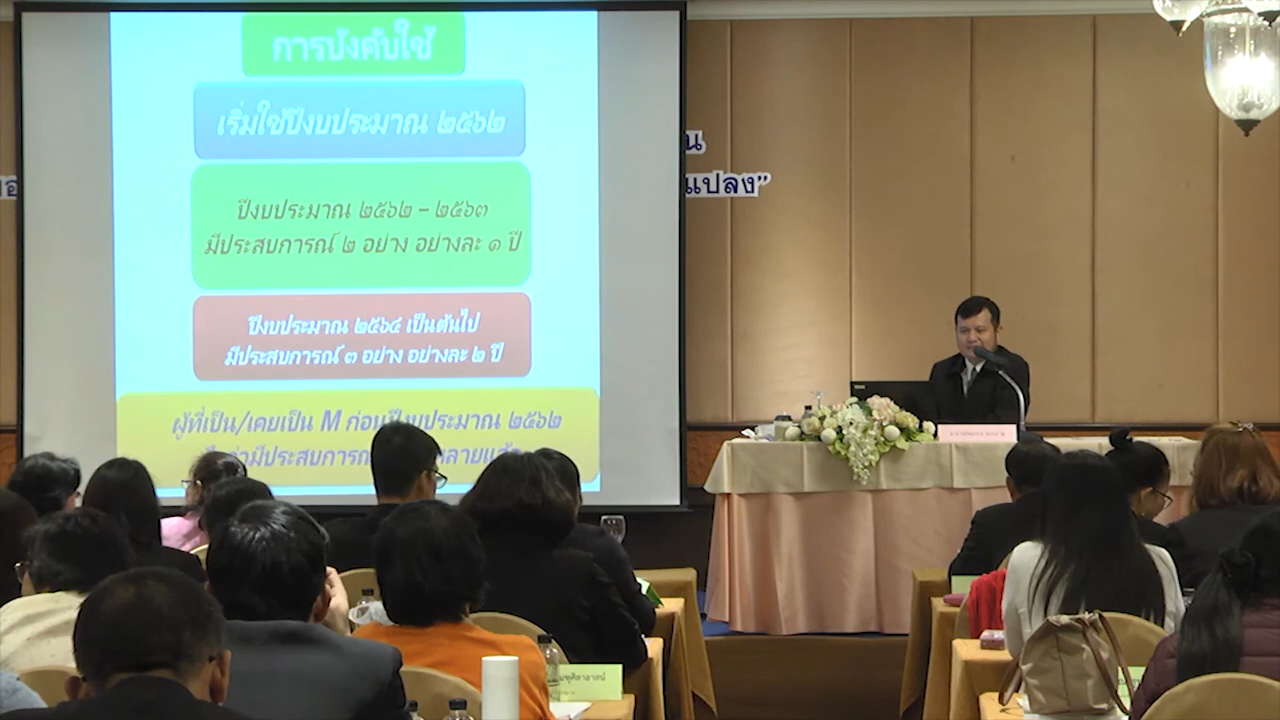 การบังคับใช้
เริ่มใช้ปีงบประมาณ ๒๕๖๒
ปีงบประมาณ ๒๕๖๒ – ๒๕๖๓
มีประสบการณ์ ๒ อย่าง อย่างละ ๑ ปี
ปีงบประมาณ ๒๕๖๔ เป็นต้นไป
มีประสบการณ์ ๓ อย่าง อย่างละ ๒ ปี
ผู้ที่เป็น/เคยเป็น M ก่อนปีงบประมาณ ๒๕๖๒
แปลง”